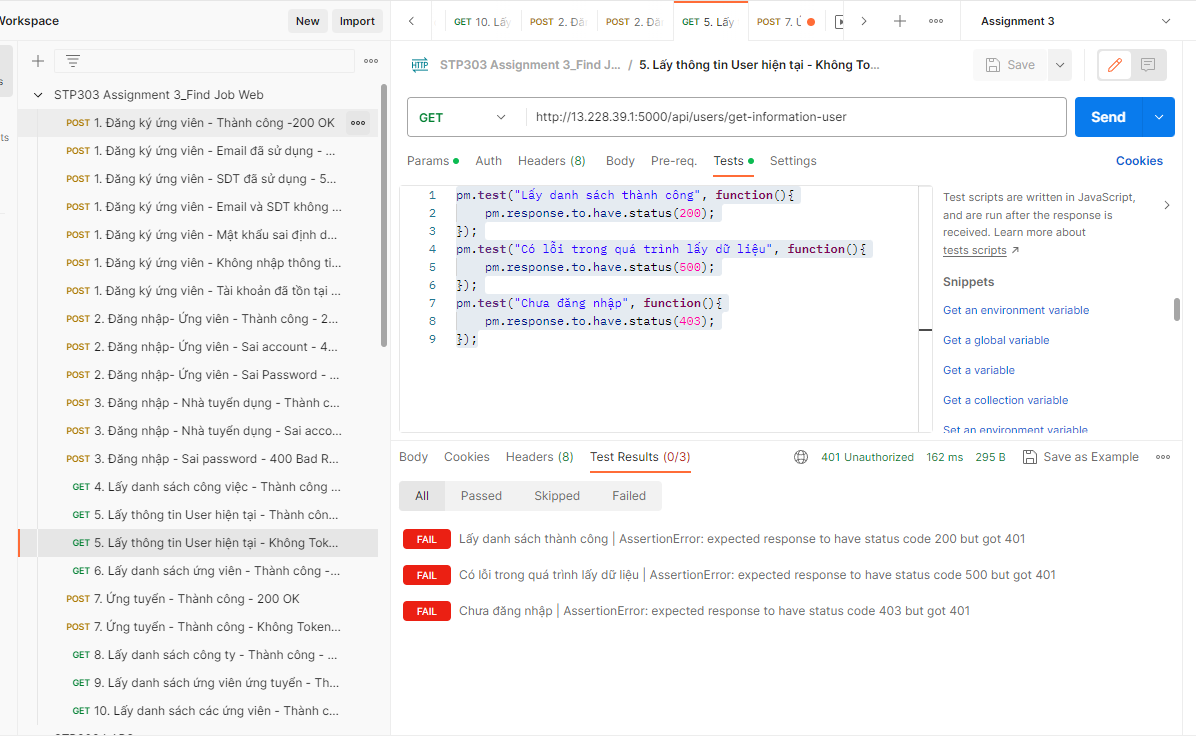 Workspace
New
Import
GET 10. Lấy
POST 2. Đă
POST 2. Đă
GET 5. Lấy
POST 7. Ứ
Assignment 3
STP303 Assignment 3_Find Job Web
POST 1. Đăng ký ứng viên - Thành công -200 OK
POST 1. Đăng ký ứng viên - Email đã sử dụng - ...
POST 1. Đăng ký ứng viên - SDT đã sử dụng - 5...
POST 1. Đăng ký ứng viên - Email và SDT không ...
POST 1. Đăng ký ứng viên - Mật khẩu sai định d...
POST 1. Đăng ký ứng viên - Không nhập thông ti...
POST 1. Đăng ký ứng viên - Tài khoản đã tồn tại ...
POST 2. Đăng nhập- Ứng viên - Thành công - 2...
POST 2. Đăng nhập- Ứng viên - Sai account - 4...
POST 2. Đăng nhập- Ứng viên - Sai Password - ...
POST 3. Đăng nhập - Nhà tuyển dụng - Thành c...
POST 3. Đăng nhập - Nhà tuyển dụng - Sai acco...
POST 3. Đăng nhập - Sai password - 400 Bad R...
GET 4. Lấy danh sách công việc - Thành công ...
GET 5. Lấy thông tin User hiện tại - Thành côn...
GET 5. Lấy thông tin User hiện tại - Không Tok...
GET 6. Lấy danh sách ứng viên - Thành công -...
POST 7. Ứng tuyển - Thành công - 200 OK
POST 7. Ứng tuyển - Thành công - Không Token...
GET 8. Lấy danh sách công ty - Thành công - ...
GET 9. Lấy danh sách ứng viên ứng tuyển - Th...
GET 10. Lấy danh sách các ứng viên - Thành c...
HTTP STP303 Assignment 3_Find J... / 5. Lấy thông tin User hiện tại - Không To...
Save
GET http://13.228.39.1:5000/api/users/get-information-user
Send
Params Auth Headers (8) Body Pre-req. Tests Settings
Cookies
1 pm.test("Lấy danh sách thành công", function(){
2 pm.response.to.have.status(200);
3 });
4 pm.test("Có lỗi trong quá trình lấy dữ liệu", function(){
5 pm.response.to.have.status(500);
6 });
7 pm.test("Chưa đăng nhập", function(){
8 pm.response.to.have.status(403);
9 });
Test scripts are written in JavaScript,
and are run after the response is
received. Learn more about
tests scripts
Snippets
Get an environment variable
Get a global variable
Get a variable
Get a collection variable
Set an environment variable
Body Cookies Headers (8) Test Results (0/3)
401 Unauthorized 162 ms 295 B Save as Example
All Passed Skipped Failed
FAIL Lấy danh sách thành công | AssertionError: expected response to have status code 200 but got 401
FAIL Có lỗi trong quá trình lấy dữ liệu | AssertionError: expected response to have status code 500 but got 401
FAIL Chưa đăng nhập | AssertionError: expected response to have status code 403 but got 401